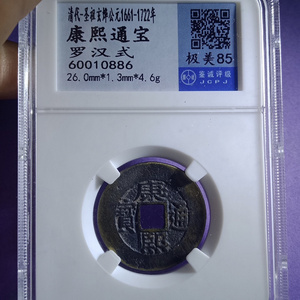 清代-圣祖玄烨公元1661-1722年
康熙通宝
罗汉式
60010886
26.0mm*1.3mm*4.6g
极美85
鉴诚评级
JCPJ
康熙通寶